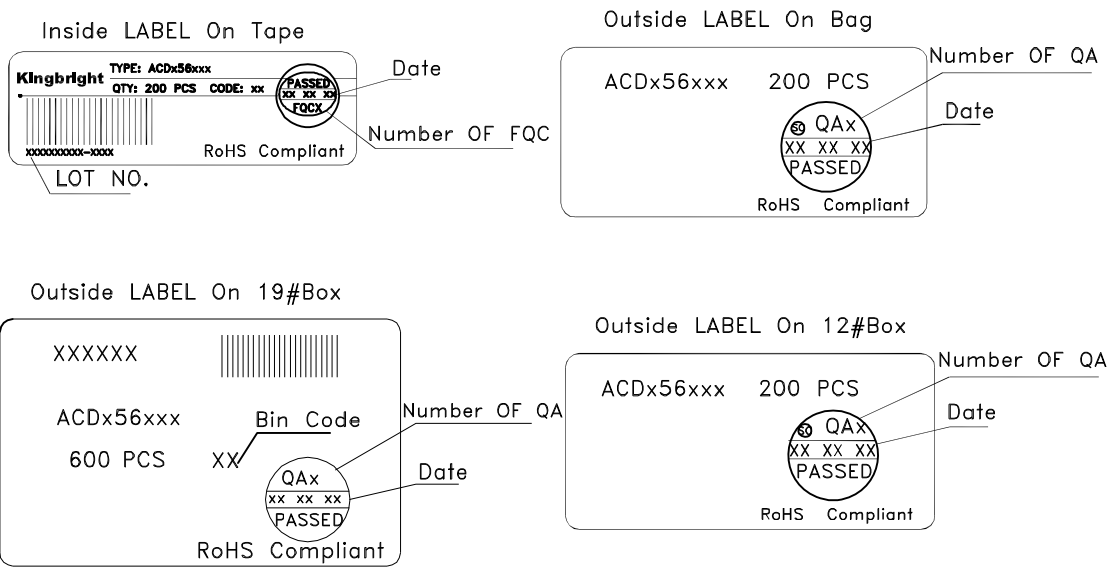 Inside LABEL On Tape
Kingbright
TYPE: ACDx56xxx
QTY: 200 PCS CODE: xx
PASSED
xx xx xx
FQCX
Date
Number OF FQC
xxxxxxxxxx-xxxx
RoHS Compliant
LOT NO.
Outside LABEL On Bag
ACDx56xxx 200 PCS
Number OF QA
Date
SQ QAx
XX XX XX
PASSED
RoHS Compliant
Outside LABEL On 19#Box
XXXXXX
ACDx56xxx
Bin Code
600 PCS XX
Number OF QA
Date
QAx
xx xx xx
PASSED
RoHS Compliant
Outside LABEL On 12#Box
ACDx56xxx 200 PCS
Number OF QA
Date
SQ QAx
XX XX XX
PASSED
RoHS Compliant